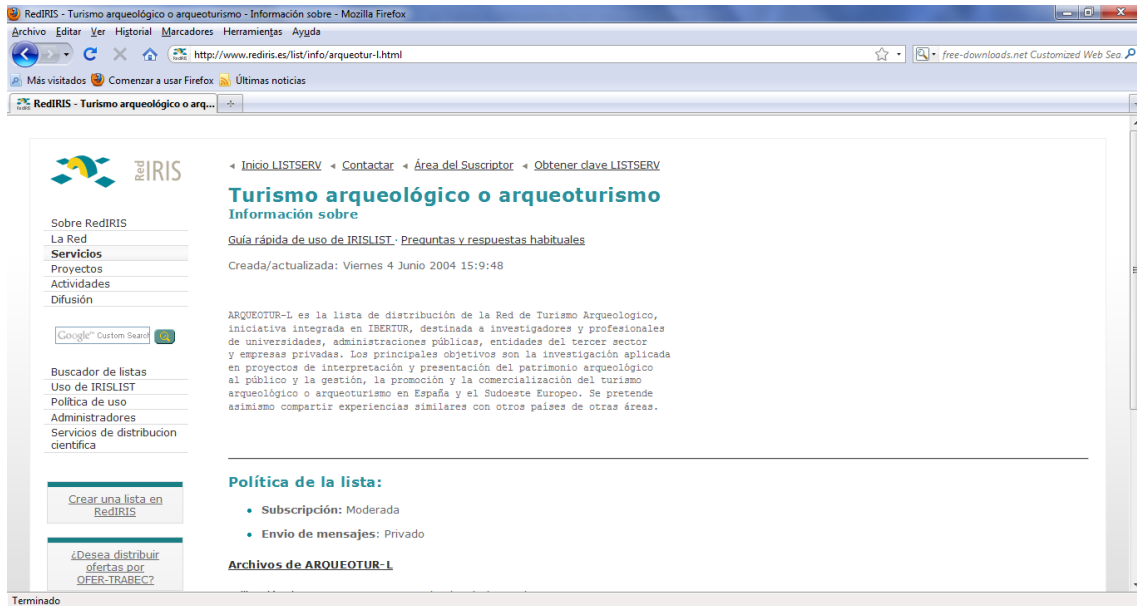 RedIRIS - Turismo arqueológico o arqueoturismo - Información sobre - Mozilla Firefox
Archivo Editar Ver Historial Marcadores Herramientas Ayuda
http://www.rediris.es/list/info/arqueotur-l.html
free-downloads.net Customized Web Sea
Más visitados Comenzar a usar Firefox Últimas noticias
RedIRIS - Turismo arqueológico o arq...
RedIRIS
Inicio LISTSERV Contactar Área del Suscriptor Obtener clave LISTSERV
Turismo arqueológico o arqueoturismo
Información sobre
Guía rápida de uso de IRISLIST · Preguntas y respuestas habituales
Creada/actualizada: Viernes 4 Junio 2004 15:9:48
Sobre RedIRIS
La Red
Servicios
Proyectos
Actividades
Difusión
Google™ Custom Search
Buscador de listas
Uso de IRISLIST
Política de uso
Administradores
Servicios de distribucion
cientifica
Crear una lista en
RedIRIS
¿Desea distribuir
ofertas por
OFER-TRABEC?
ARQUEOTUR-L es la lista de distribución de la Red de Turismo Arqueologico,
iniciativa integrada en IBERTUR, destinada a investigadores y profesionales
de universidades, administraciones públicas, entidades del tercer sector
y empresas privadas. Los principales objetivos son la investigación aplicada
en proyectos de interpretación y presentación del patrimonio arqueológico
al público y la gestión, la promoción y la comercialización del turismo
arqueológico o arqueoturismo en España y el Sudoeste Europeo. Se pretende
asimismo compartir experiencias similares con otros países de otras áreas.
Política de la lista:
Subscripción: Moderada
Envio de mensajes: Privado
Archivos de ARQUEOTUR-L
Terminado